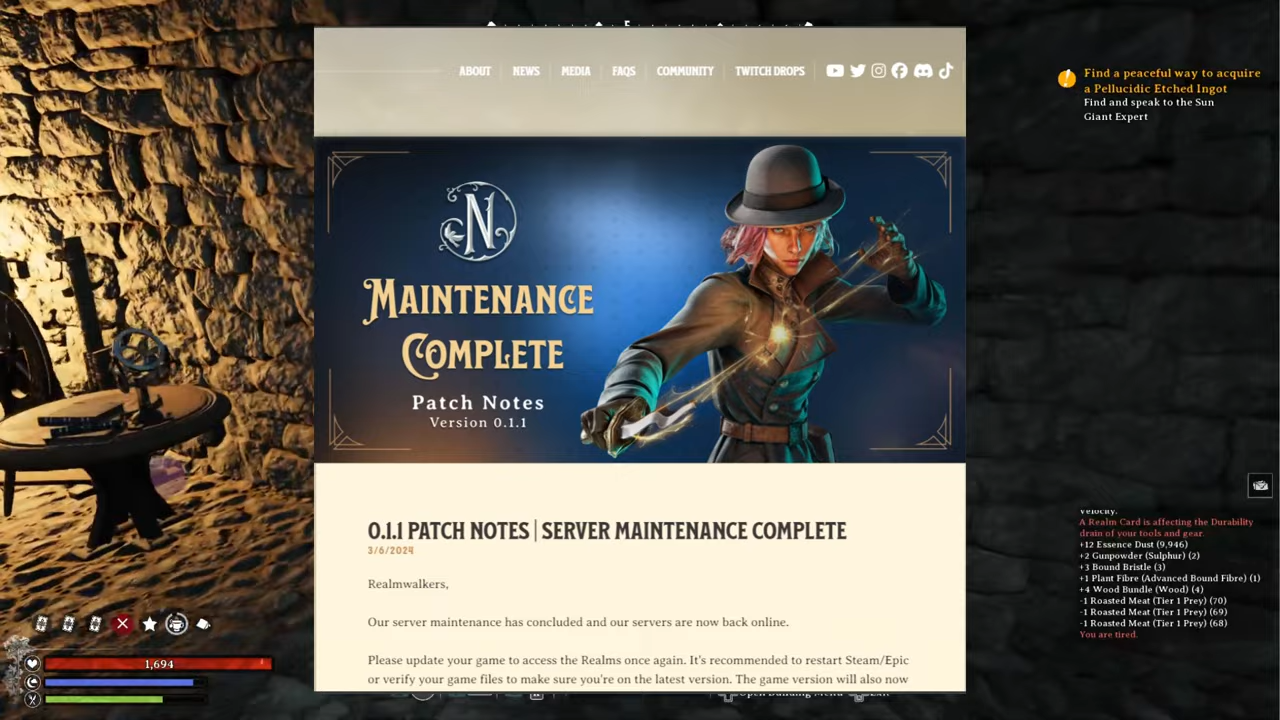 E
ABOUT NEWS MEDIA FAQS COMMUNITY TWITCH DROPS
N
MAINTENANCE
COMPLETE
Patch Notes
Version 0.1.1
0.1.1 PATCH NOTES | SERVER MAINTENANCE COMPLETE
3/6/2024
Realmwalkers,
Our server maintenance has concluded and our servers are now back online.
Please update your game to access the Realms once again. It's recommended to restart Steam/Epic
or verify your game files to make sure you're on the latest version. The game version will also now
Find a peaceful way to acquire
a Pellucidic Etched Ingot
Find and speak to the Sun
Giant Expert
Velocity.
A Realm Card is affecting the Durability
drain of your tools and gear.
+12 Essence Dust (9,946)
+2 Gunpowder (Sulphur) (2)
+3 Bound Bristle (3)
+1 Plant Fibre (Advanced Bound Fibre) (1)
+4 Wood Bundle (Wood) (4)
-1 Roasted Meat (Tier 1 Prey) (70)
-1 Roasted Meat (Tier 1 Prey) (69)
-1 Roasted Meat (Tier 1 Prey) (68)
You are tired.
1,694
Open Building Menu